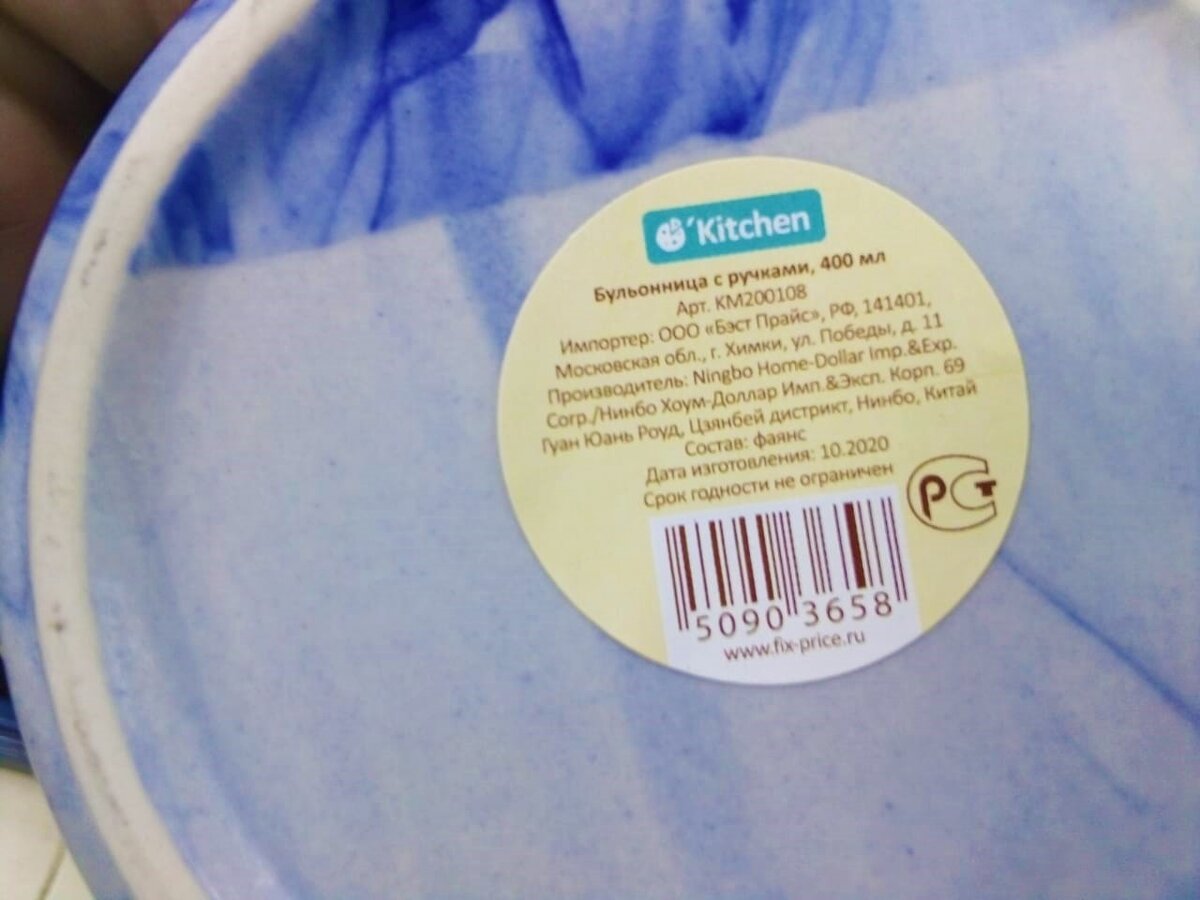 ´Kitchen
Бульонница с ручками, 400 мл
Арт. КМ200108
Импортер: ООО «Бэст Прайс», РФ, 141401,
Московская обл., г. Химки, ул. Победы, д. 11
Производитель: Ningbo Home-Dollar Imp.&Exp.
Corp./Нинбо Хоум-Доллар Имп.&Эксп. Корп. 69
Гуан Юань Роуд, Цзянбей дистрикт, Нинбо, Китай
Состав: фаянс
Дата изготовления: 10.2020
Срок годности не ограничен
РСТ
5090 3658
www.fix-price.ru